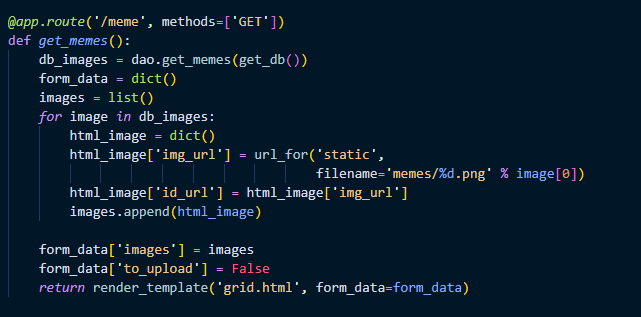 @app.route('/meme', methods=['GET'])
def get_memes():
    db_images = dao.get_memes(get_db())
    form_data = dict()
    images = list()
    for image in db_images:
        html_image = dict()
        html_image['img_url'] = url_for('static',
                                        filename='memes/%d.png' % image[0])
        html_image['id_url'] = html_image['img_url']
        images.append(html_image)

    form_data['images'] = images
    form_data['to_upload'] = False
    return render_template('grid.html', form_data=form_data)